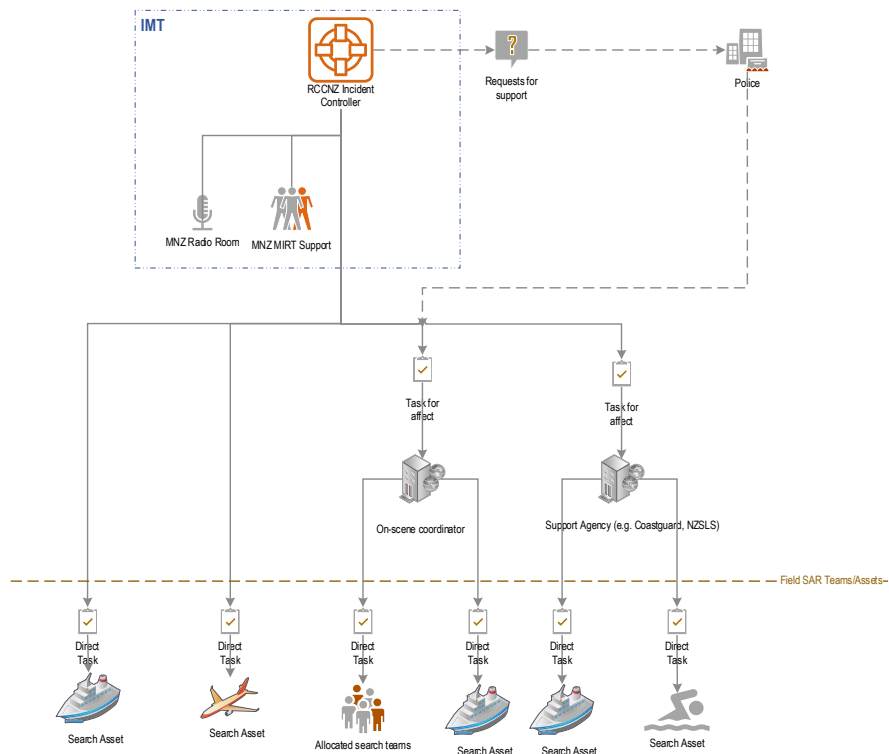 IMT
RCCNZ Incident
Controller
Requests for
support
Police
MNZ Radio Room
MNZ MIRT Support
Task for
affect
Task for
affect
On-scene coordinator
Support Agency (e.g. Coastguard, NZSLS)
Field SAR Teams/Assets
Direct
Task
Direct
Task
Direct
Task
Direct
Task
Direct
Task
Direct
Task
Search Asset
Search Asset
Allocated search teams
Search Asset
Search Asset
Search Asset